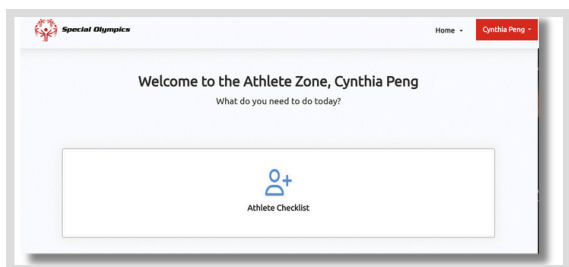 Special Olympics
Home
Cynthia Peng
Welcome to the Athlete Zone, Cynthia Peng
What do you need to do today?
Athlete Checklist